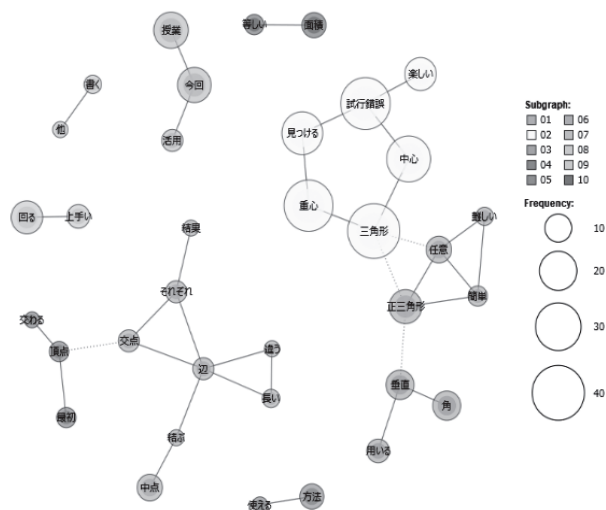 授業
等しい
面積
書く
今回
楽しい
試行錯誤
他
活用
見つける
中心
重心
三角形
回る
上手い
結果
難しい
任意
それぞれ
簡単
正三角形
交わる
頂点
交点
辺
違う
長い
垂直
角
最初
結ぶ
用いる
中点
使える
方法
Subgraph:
01 06
02 07
03 08
04 09
05 10
Frequency:
10
20
30
40